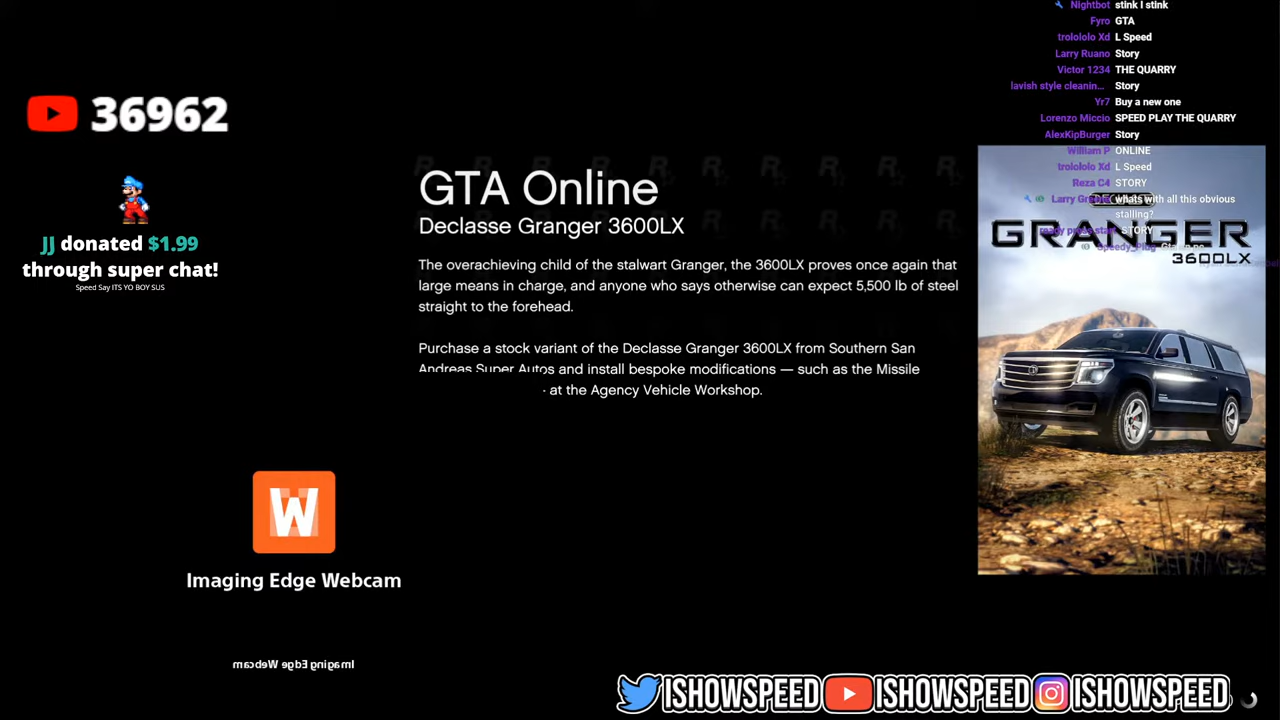 36962
JJ donated $1.99
through super chat!
Speed Say ITS YO BOY SUS
GTA Online
Declasse Granger 3600LX
The overachieving child of the stalwart Granger, the 3600LX proves once again that
large means in charge, and anyone who says otherwise can expect 5,500 lb of steel
straight to the forehead.
Purchase a stock variant of the Declasse Granger 3600LX from Southern San
Andreas Super Autos and install bespoke modifications — such as the Missile
at the Agency Vehicle Workshop.
Nightbot stink I stink
Fyro GTA
trolololo Xd L Speed
Larry Ruano Story
Victor 1234 THE QUARRY
lavish style cleanin... Story
Yr7 Buy a new one
Lorenzo Miccio SPEED PLAY THE QUARRY
AlexKipBurger Story
William P ONLINE
trolololo Xd L Speed
Reza C4 STORY
Larry whats with all this obvious
stalling?
STORY
GRANGER
3600LX
W
Imaging Edge Webcam
Imaging Edge Webcam
ISHOWSPEED ISHOWSPEED ISHOWSPEED